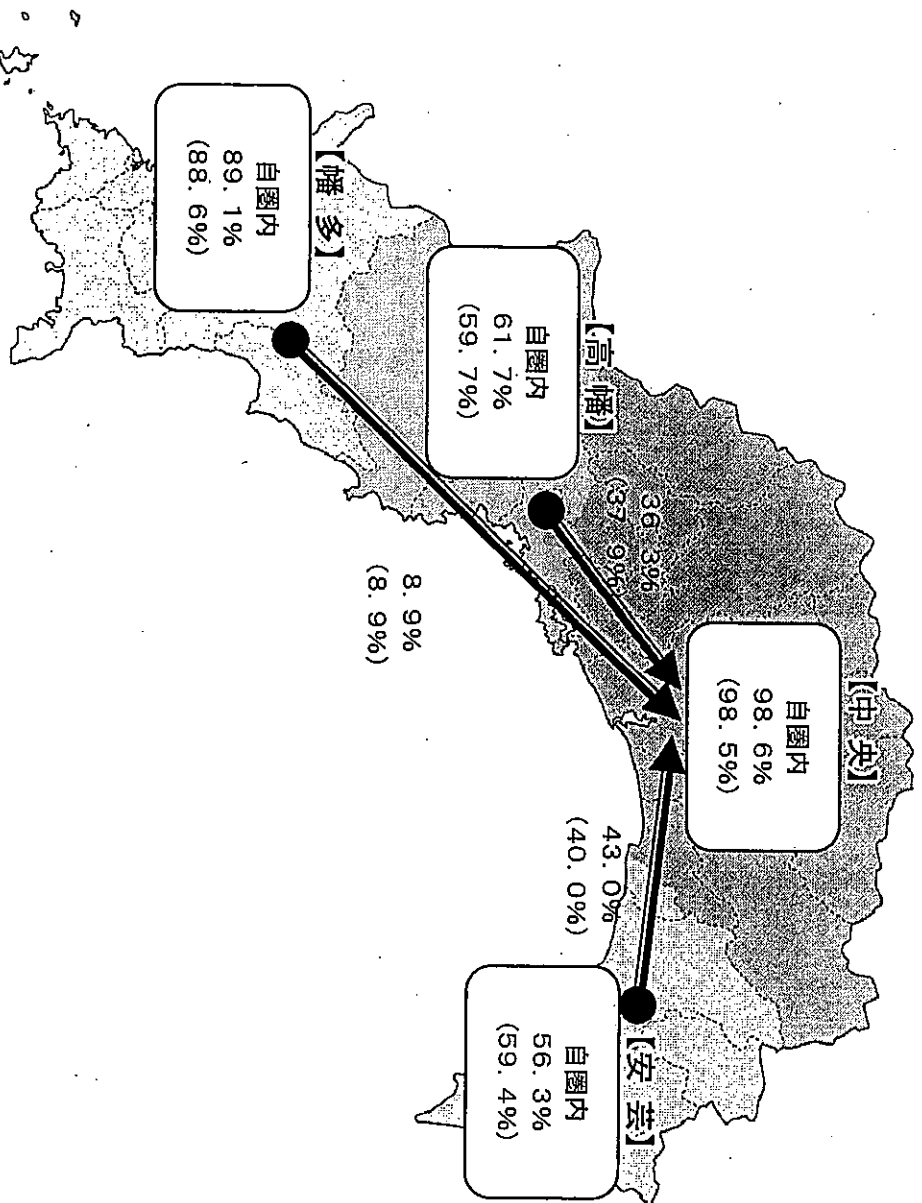 【中 央】
自圏内
98. 6%
(98. 5%)
【高 幡】
自圏内
61. 7%
(59. 7%)
36. 3%
(37. 9%)
【幡 多】
自圏内
89. 1%
(88. 6%)
8. 9%
(8. 9%)
43. 0%
(40. 0%)
【安 芸】
自圏内
56. 3%
(59. 4%)